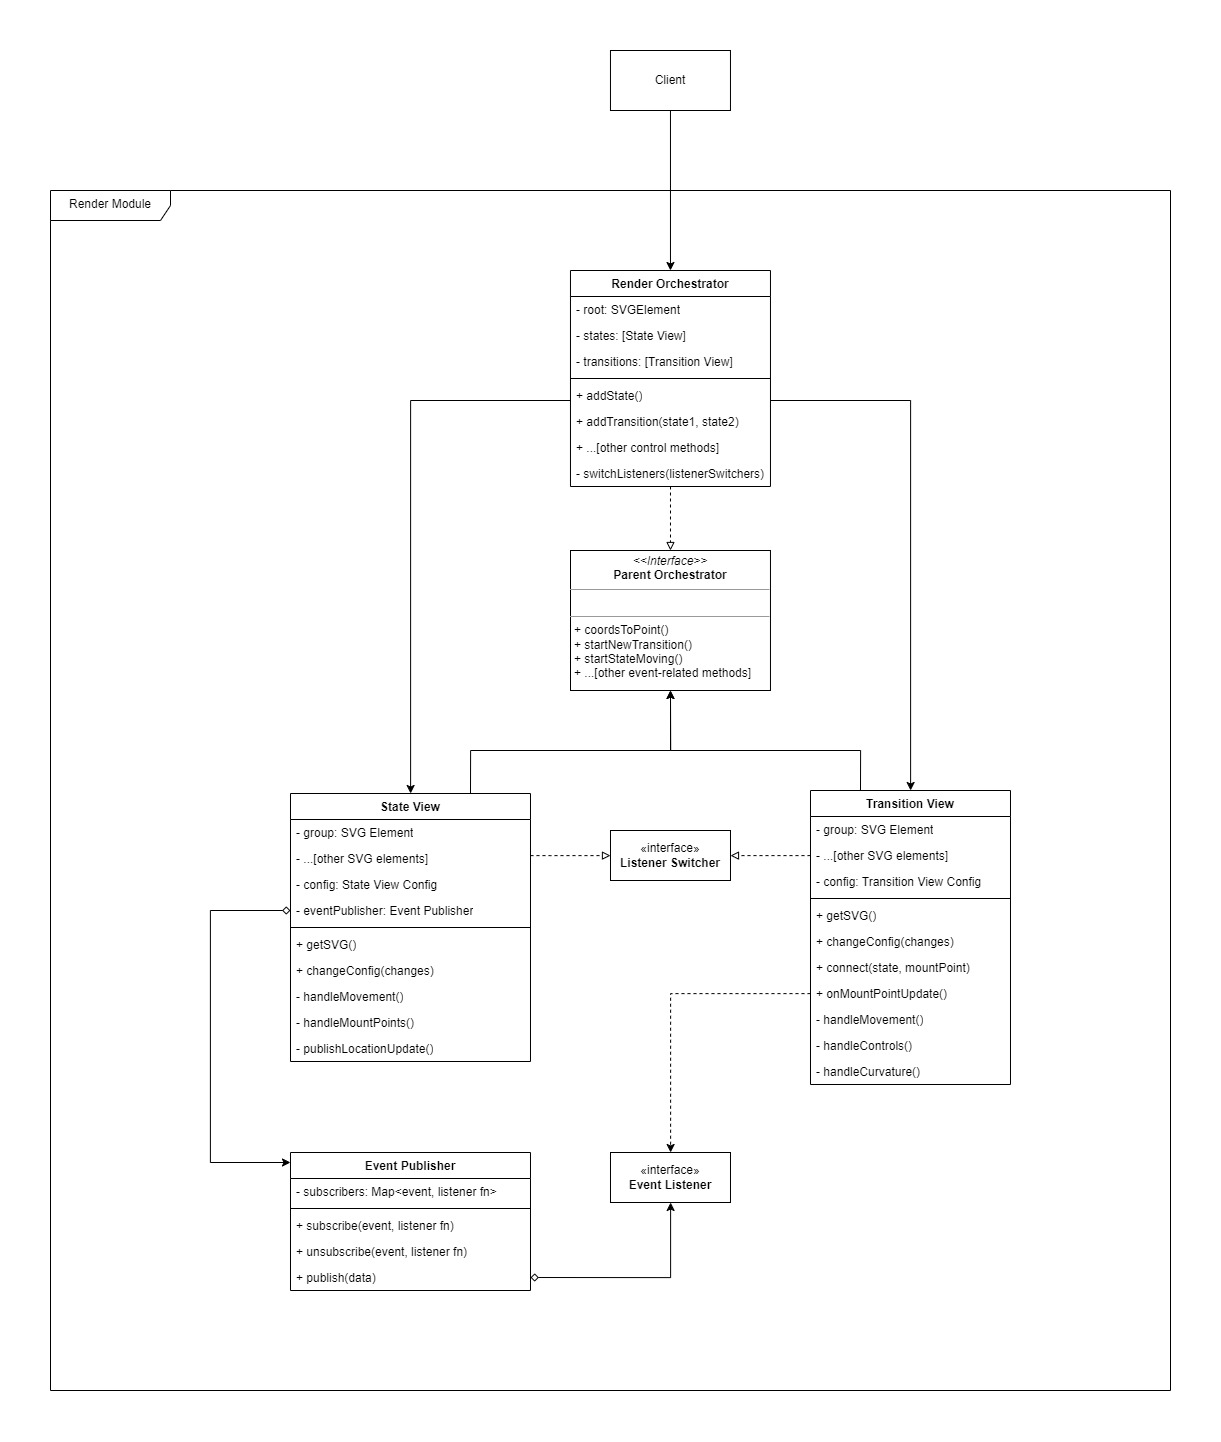 Client
Render Module
Render Orchestrator
- root: SVGElement
- states: [State View]
- transitions: [Transition View]
+ addState()
+ addTransition(state1, state2)
+ ...[other control methods]
- switchListeners(listenerSwitchers)
<<Interface>>
Parent Orchestrator
+ coordsToPoint()
+ startNewTransition()
+ startStateMoving()
+ ...[other event-related methods]
State View
- group: SVG Element
- ...[other SVG elements]
- config: State View Config
- eventPublisher: Event Publisher
+ getSVG()
+ changeConfig(changes)
- handleMovement()
- handleMountPoints()
- publishLocationUpdate()
«interface»
Listener Switcher
Transition View
- group: SVG Element
- ...[other SVG elements]
- config: Transition View Config
+ getSVG()
+ changeConfig(changes)
+ connect(state, mountPoint)
+ onMountPointUpdate()
- handleMovement()
- handleControls()
- handleCurvature()
Event Publisher
- subscribers: Map<event, listener fn>
+ subscribe(event, listener fn)
+ unsubscribe(event, listener fn)
+ publish(data)
«interface»
Event Listener